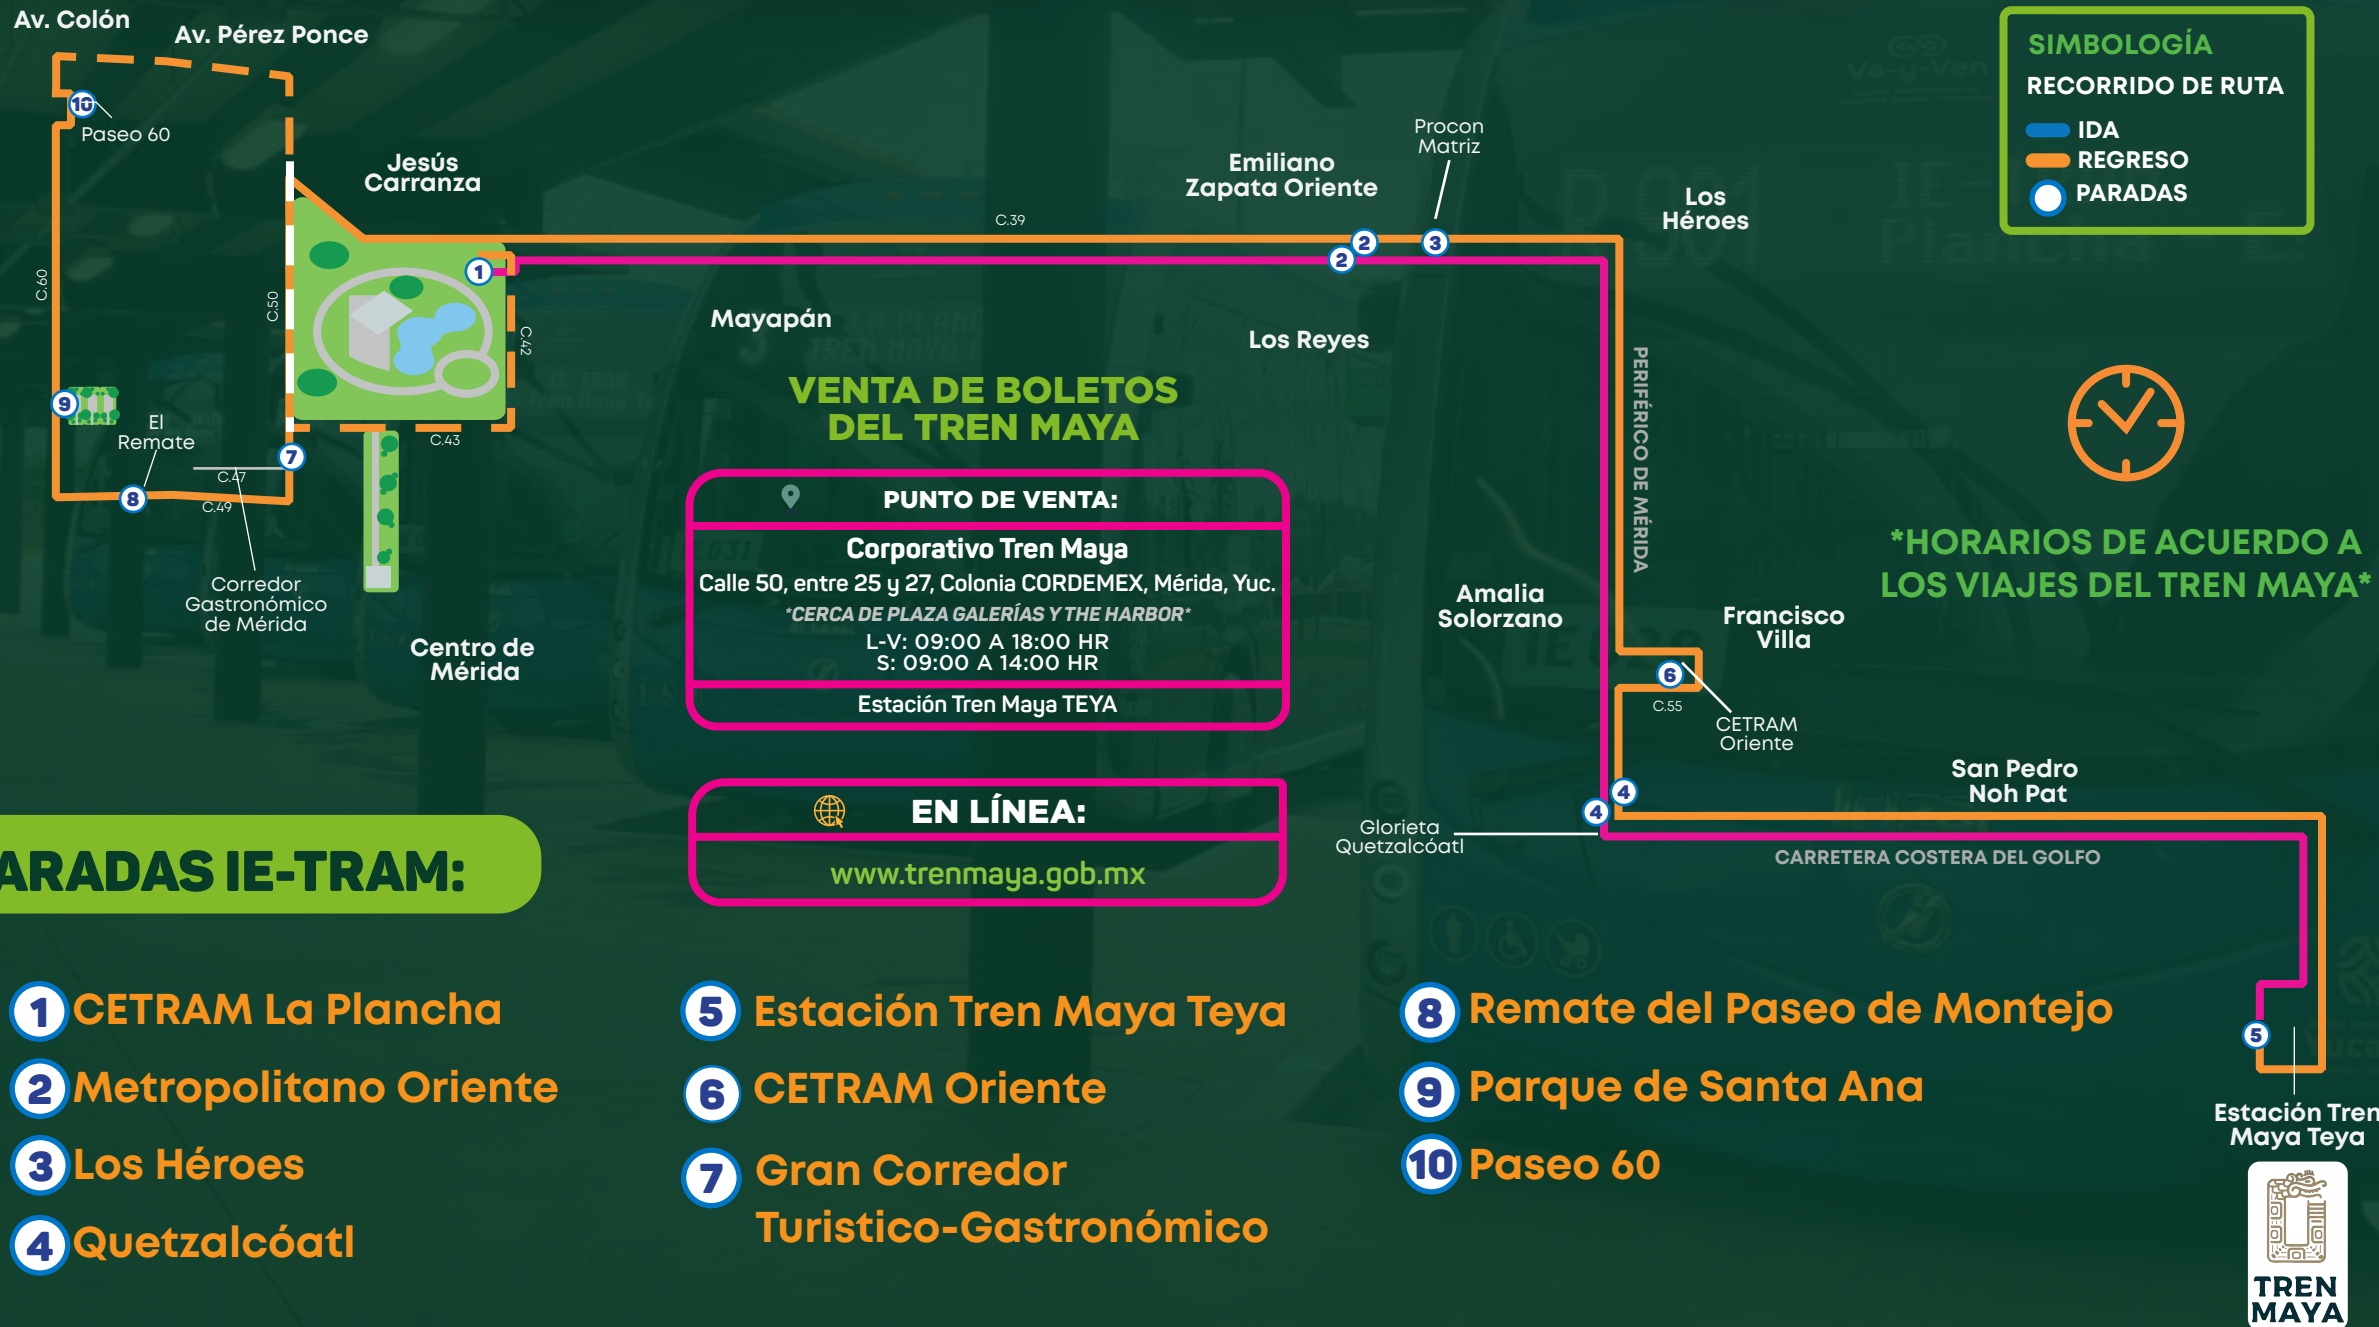 Av. Colón
Av. Pérez Ponce
10
Paseo 60
Jesús
Carranza
C.39
Emiliano
Zapata Oriente
Procon
Matriz
Los
Héroes
SIMBOLOGÍA
RECORRIDO DE RUTA
IDA
REGRESO
PARADAS
C.60
C.50
1
2
2
3
C.42
Mayapán
Los Reyes
PERIFÉRICO DE MÉRIDA
9
El
Remate
7
C.43
C.47
8
C.49
Corredor
Gastronómico
de Mérida
Centro de
Mérida
VENTA DE BOLETOS
DEL TREN MAYA
PUNTO DE VENTA:
Corporativo Tren Maya
Calle 50, entre 25 y 27, Colonia CORDEMEX, Mérida, Yuc.
*CERCA DE PLAZA GALERÍAS Y THE HARBOR*
L-V: 09:00 A 18:00 HR
S: 09:00 A 14:00 HR
Estación Tren Maya TEYA
EN LÍNEA:
www.trenmaya.gob.mx
*HORARIOS DE ACUERDO A
LOS VIAJES DEL TREN MAYA*
Amalia
Solorzano
Francisco
Villa
6
C.55
CETRAM
Oriente
San Pedro
Noh Pat
4
4
Glorieta
Quetzalcóatl
CARRETERA COSTERA DEL GOLFO
5
Estación Tren
Maya Teya
TREN
MAYA
ARADAS IE-TRAM:
1 CETRAM La Plancha
2 Metropolitano Oriente
3 Los Héroes
4 Quetzalcóatl
5 Estación Tren Maya Teya
6 CETRAM Oriente
7 Gran Corredor
Turistico-Gastronómico
8 Remate del Paseo de Montejo
9 Parque de Santa Ana
10 Paseo 60